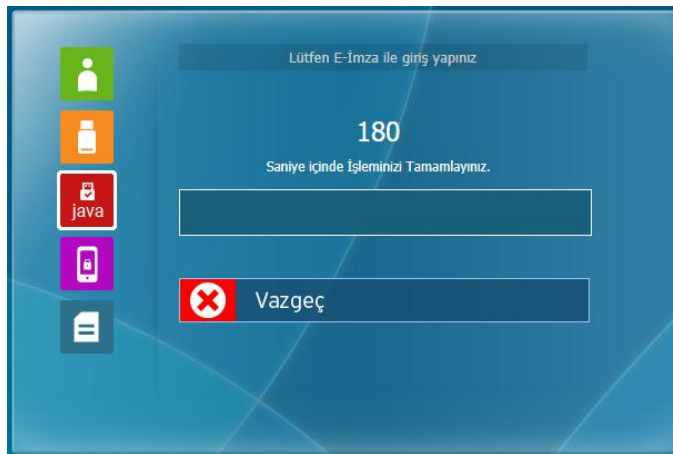 Lütfen E-İmza ile giriş yapınız
180
Saniye içinde İşleminizi Tamamlayınız.
java
Vazgeç